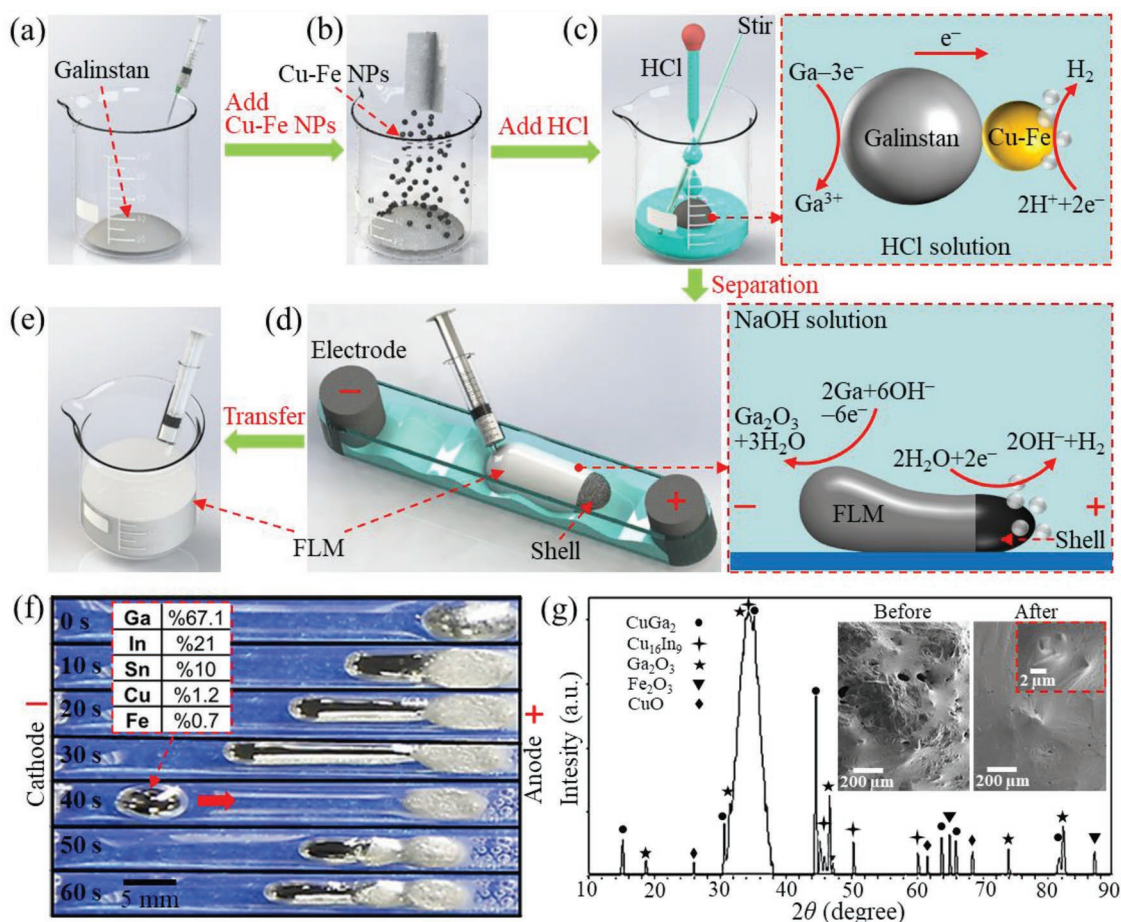 (a)
Galinstan
Add
Cu-Fe NPs
(b)
Cu-Fe NPs
Add HCl
(c)
Stir
HCl
e⁻
Ga–3e⁻
H₂
Galinstan
Cu-Fe
Ga³⁺
2H⁺+2e⁻
HCl solution
Separation
(e)
Transfer
(d)
Electrode
−
+
FLM
Shell
NaOH solution
2Ga+6OH⁻
−6e⁻
Ga₂O₃
+3H₂O
2OH⁻+H₂
2H₂O+2e⁻
− FLM +
Shell
(f)
Ga %67.1
In %21
Sn %10
Cu %1.2
Fe %0.7
0 s
10 s
20 s
30 s
40 s
50 s
60 s
5 mm
Cathode −
Anode +
(g)
CuGa₂ ●
Cu₁₆In₉ ✦
Ga₂O₃ ★
Fe₂O₃ ▼
CuO ♦
Before
After
200 μm
2 μm
200 μm
Intesity (a.u.)
10 20 30 40 50 60 70 80 90
2θ (degree)